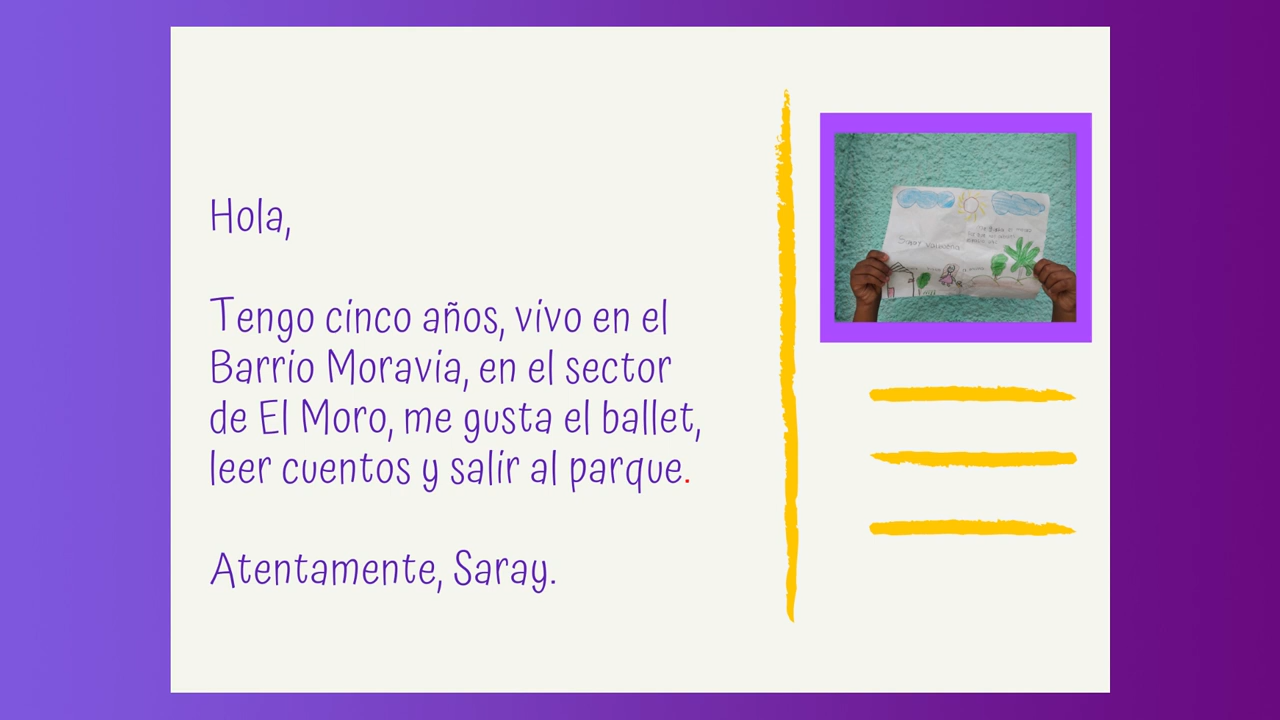 Hola,
Tengo cinco años, vivo en el
Barrio Moravia, en el sector
de El Moro, me gusta el ballet,
leer cuentos y salir al parque.
Atentamente, Saray.
Saray